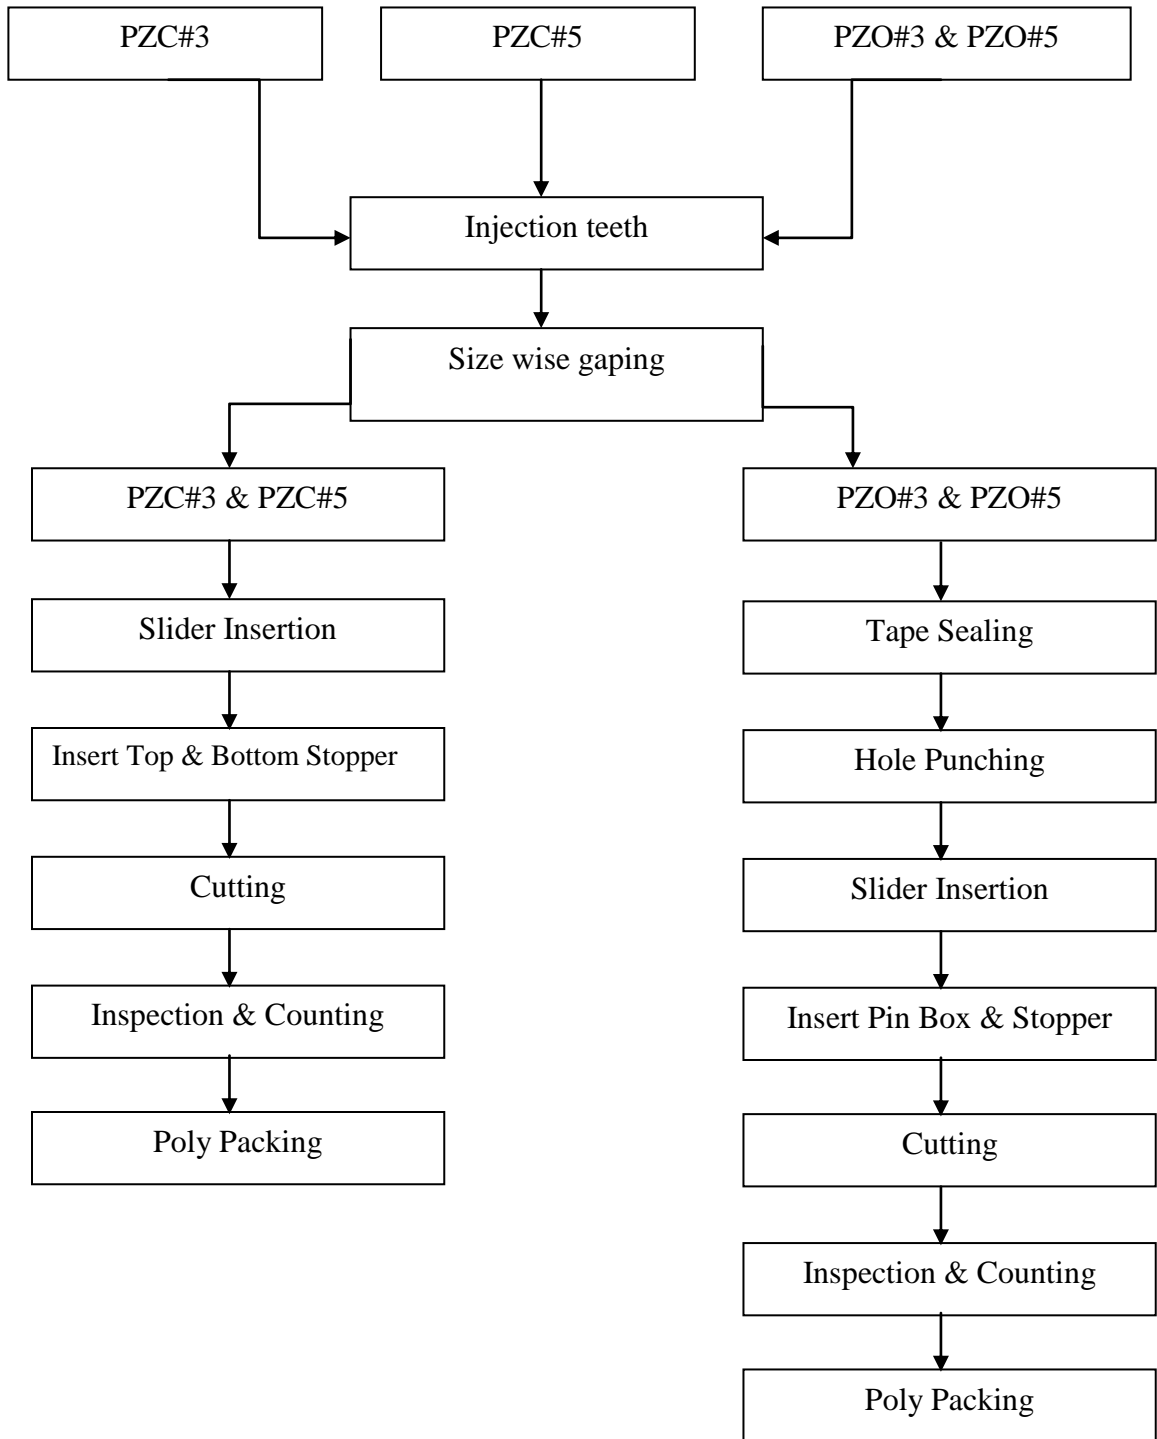 PZC#3
PZC#5
PZO#3 & PZO#5
Injection teeth
Size wise gaping
PZC#3 & PZC#5
Slider Insertion
Insert Top & Bottom Stopper
Cutting
Inspection & Counting
Poly Packing
PZO#3 & PZO#5
Tape Sealing
Hole Punching
Slider Insertion
Insert Pin Box & Stopper
Cutting
Inspection & Counting
Poly Packing